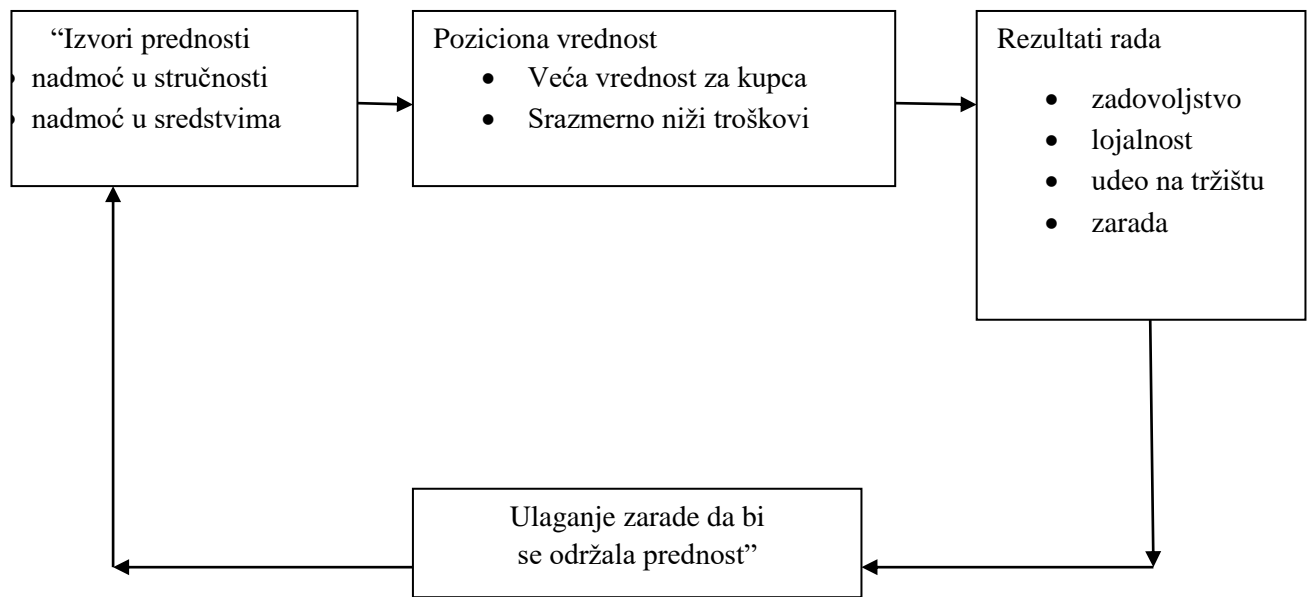 “Izvori prednosti
• nadmoć u stručnosti
• nadmoć u sredstvima
Poziciona vrednost
• Veća vrednost za kupca
• Srazmerno niži troškovi
Rezultati rada
• zadovoljstvo
• lojalnost
• udeo na tržištu
• zarada
Ulaganje zarade da bi
se održala prednost”